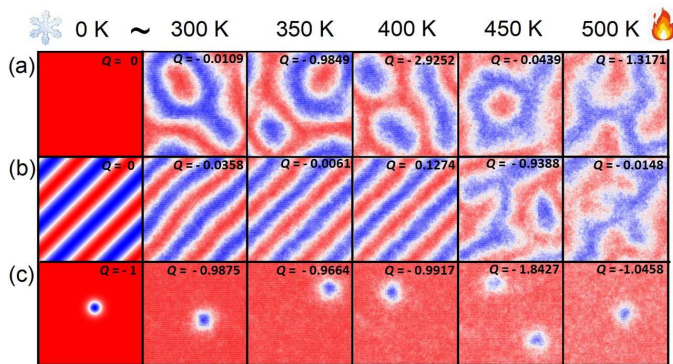 0 K ~ 300 K 350 K 400 K 450 K 500 K
(a) Q = 0 Q = - 0.0109 Q = - 0.9849 Q = - 2.9252 Q = - 0.0439 Q = - 1.3171
(b) Q = 0 Q = - 0.0358 Q = - 0.0061 Q = 0.1274 Q = - 0.9388 Q = - 0.0148
(c) Q = - 1 Q = - 0.9875 Q = - 0.9664 Q = - 0.9917 Q = - 1.8427 Q = -1.0458